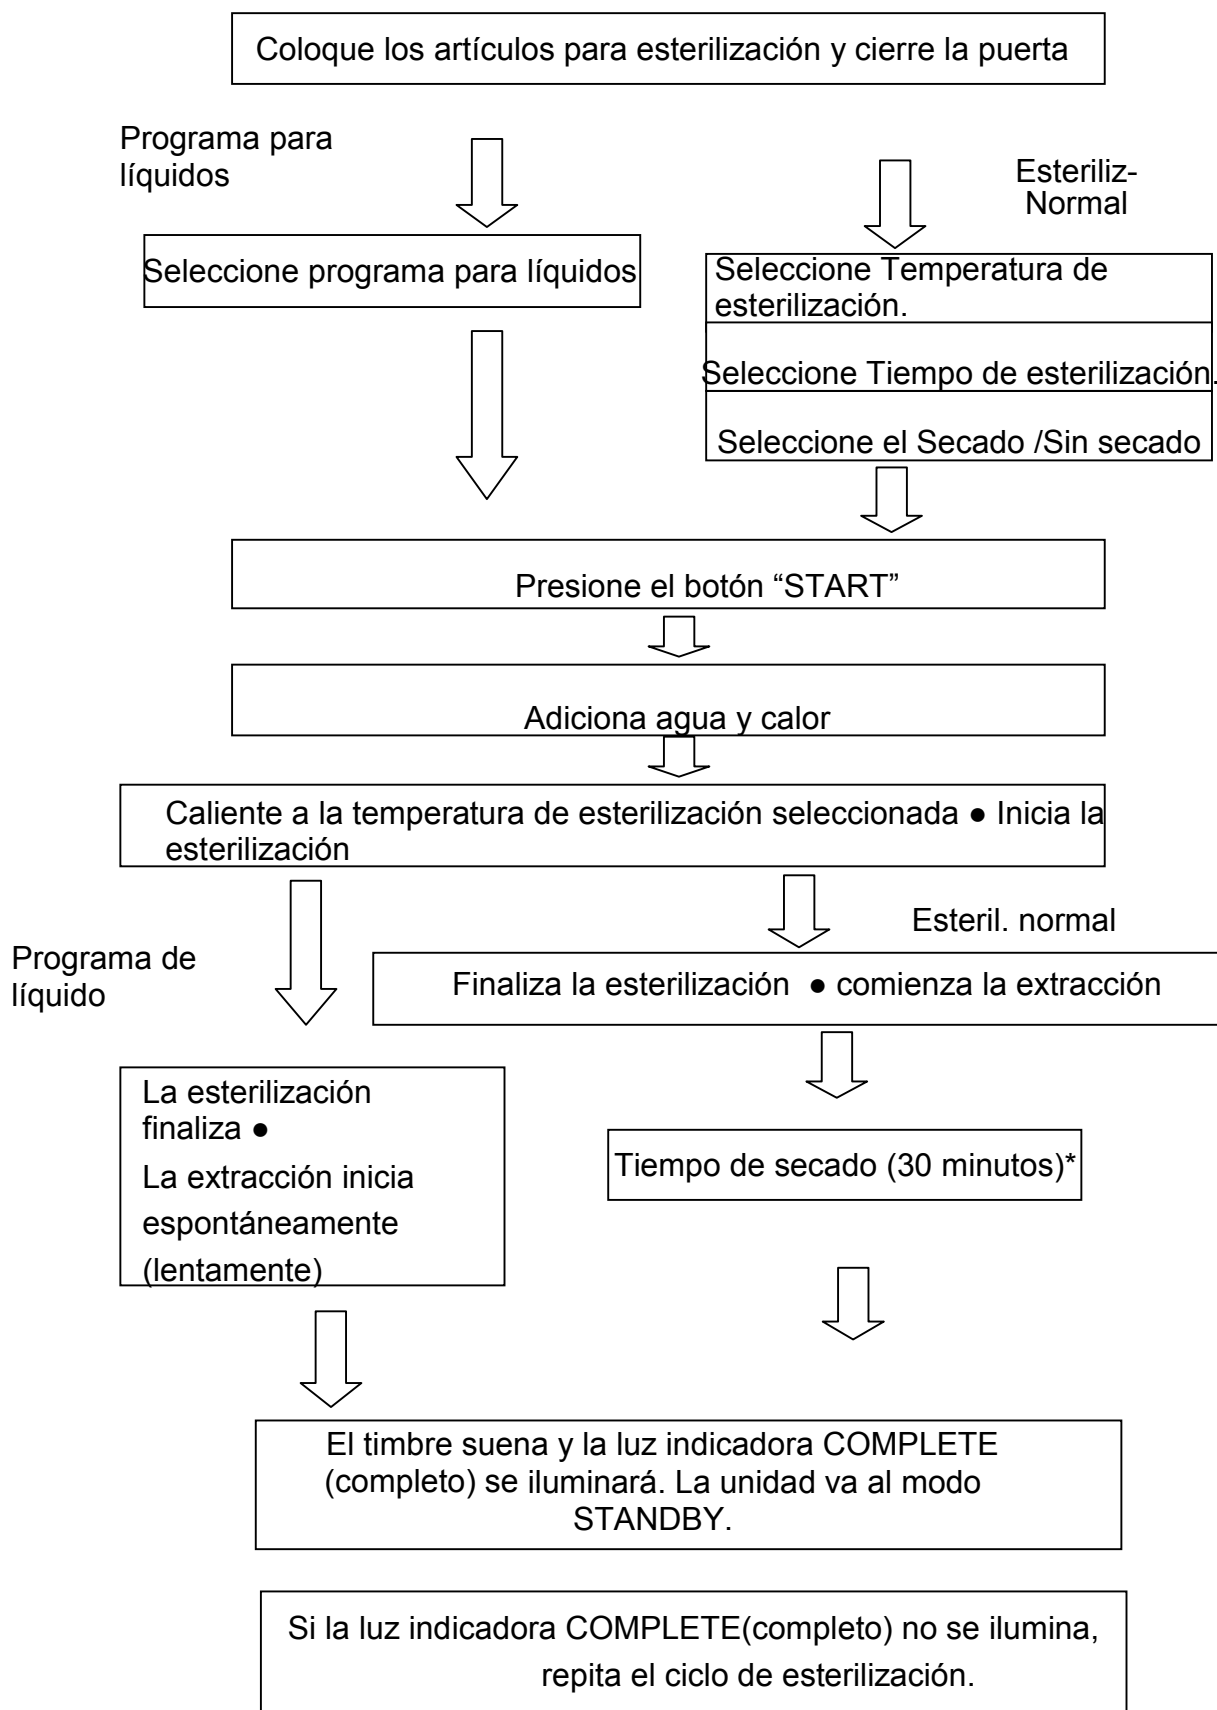 Coloque los artículos para esterilización y cierre la puerta
Programa para
líquidos
Esteriliz-
Normal
Seleccione programa para líquidos
Seleccione Temperatura de
esterilización.
Seleccione Tiempo de esterilización.
Seleccione el Secado /Sin secado
Presione el botón “START”
Adiciona agua y calor
Caliente a la temperatura de esterilización seleccionada ● Inicia la
esterilización
Esteril. normal
Programa de
líquido
Finaliza la esterilización ● comienza la extracción
La esterilización
finaliza ●
La extracción inicia
espontáneamente
(lentamente)
Tiempo de secado (30 minutos)*
El timbre suena y la luz indicadora COMPLETE
(completo) se iluminará. La unidad va al modo
STANDBY.
Si la luz indicadora COMPLETE(completo) no se ilumina,
repita el ciclo de esterilización.